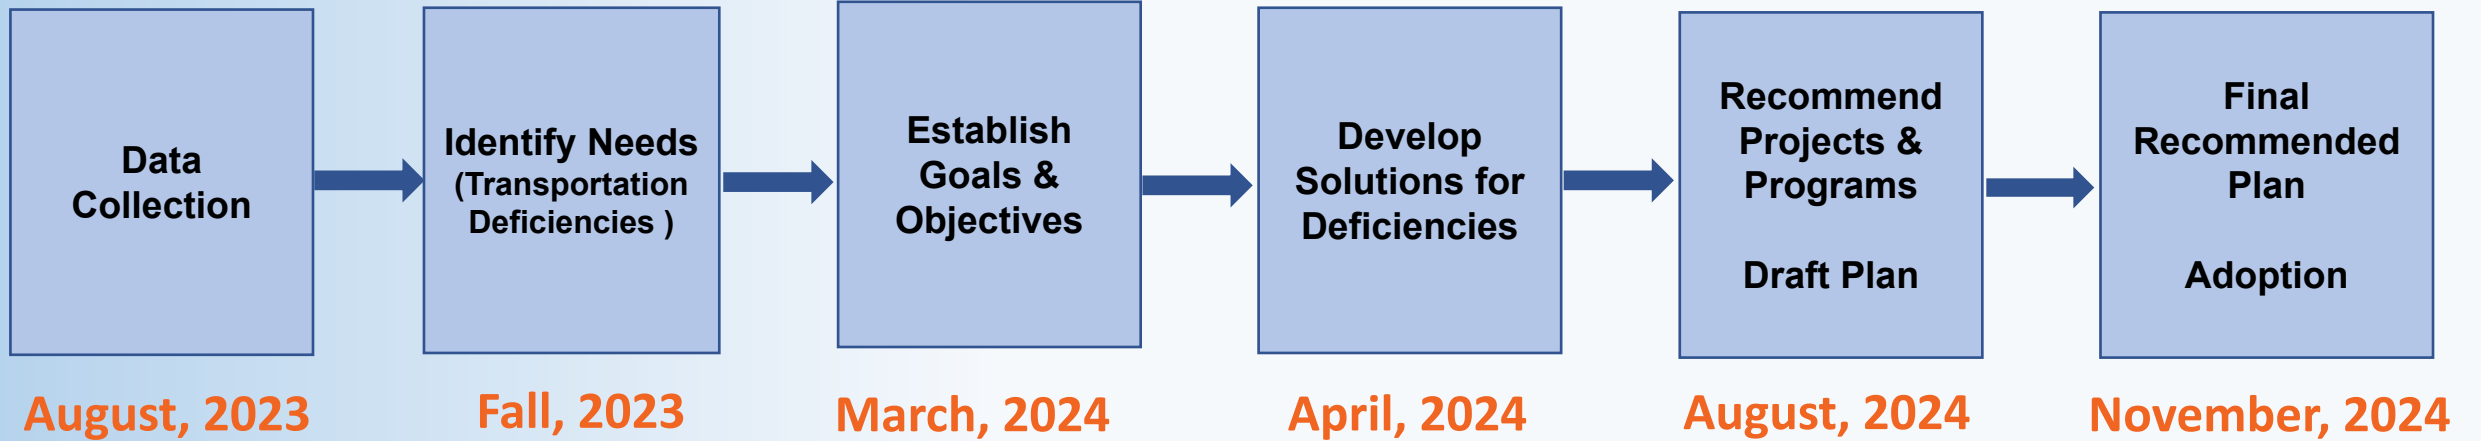 Data
Collection
Identify Needs
(Transportation
Deficiencies )
Establish
Goals &
Objectives
Develop
Solutions for
Deficiencies
Recommend
Projects &
Programs
Draft Plan
Final
Recommended
Plan
Adoption
August, 2023
Fall, 2023
March, 2024
April, 2024
August, 2024
November, 2024